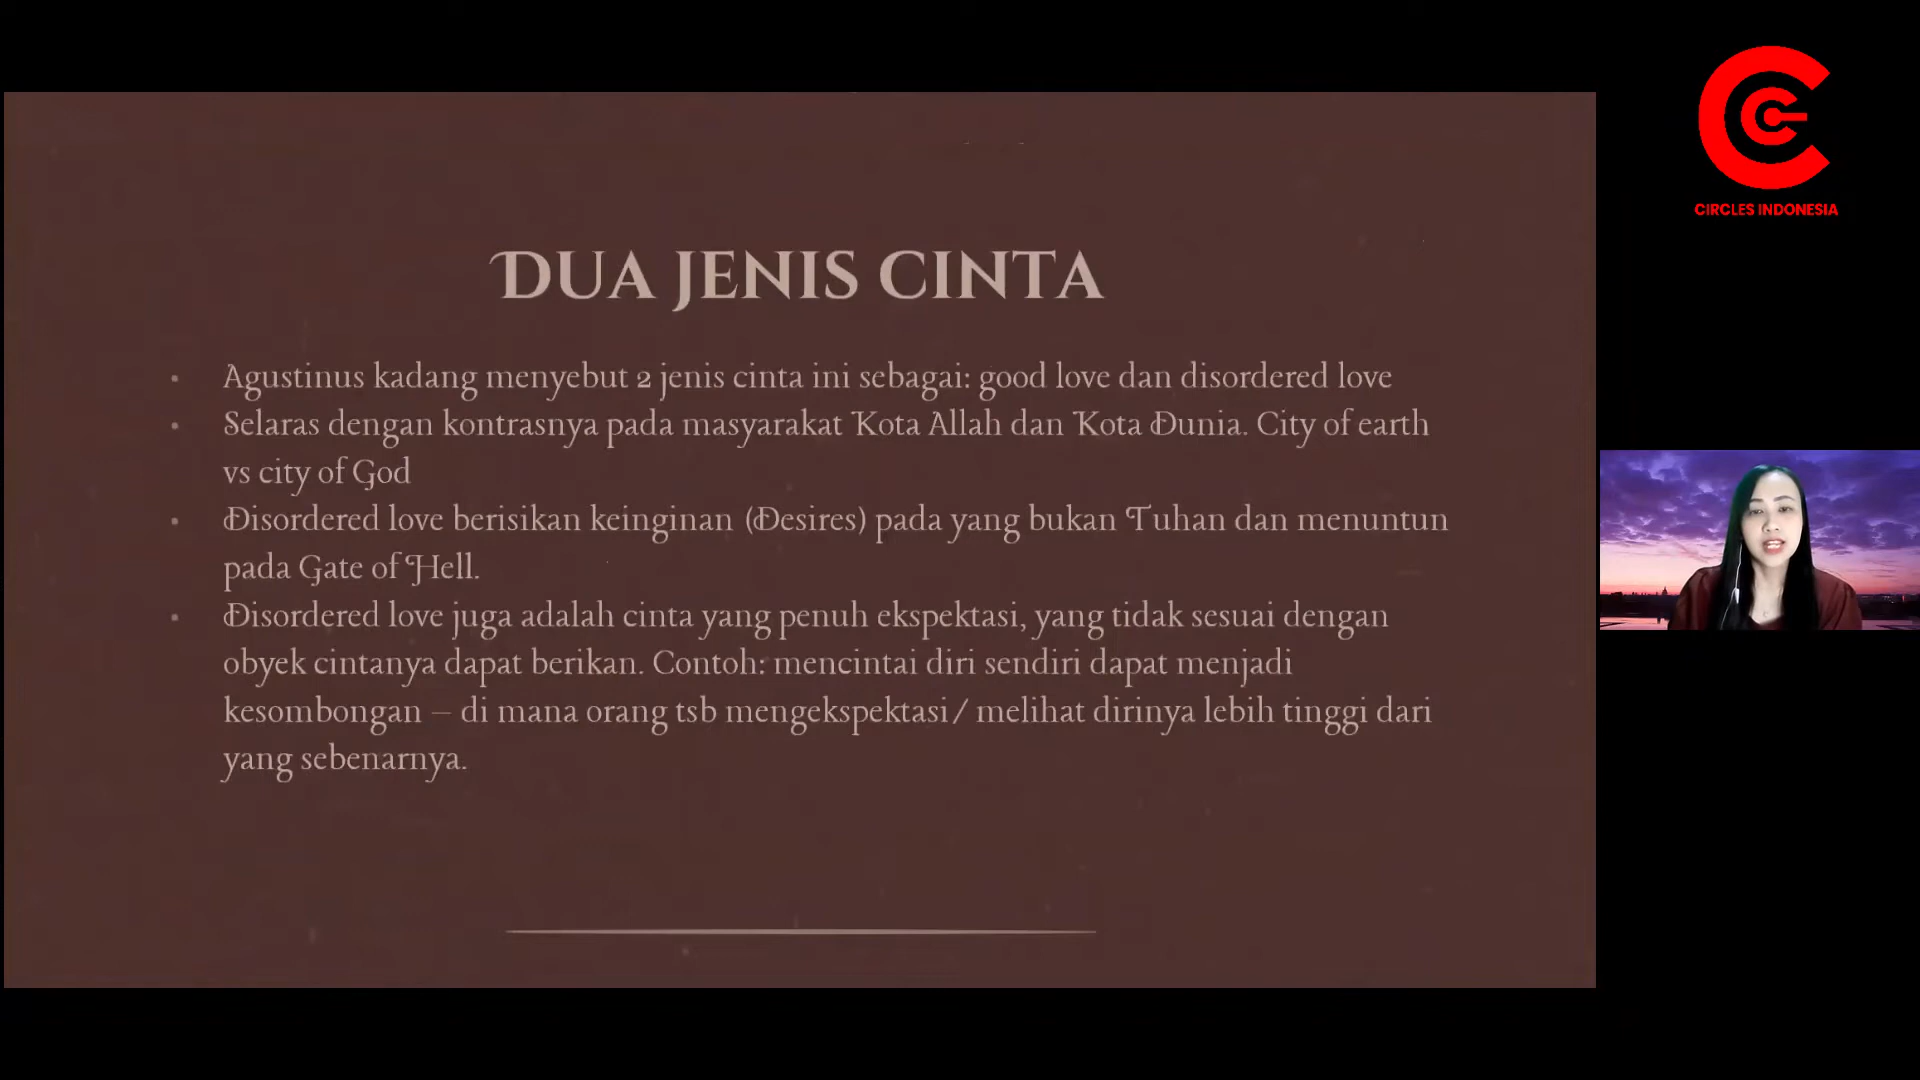 DUA JENIS CINTA
• Agustinus kadang menyebut 2 jenis cinta ini sebagai: good love dan disordered love
• Selaras dengan kontrasnya pada masyarakat Kota Allah dan Kota Dunia. City of earth
vs city of God
• Disordered love berisikan keinginan (Desires) pada yang bukan Tuhan dan menuntun
pada Gate of Hell.
• Disordered love juga adalah cinta yang penuh ekspektasi, yang tidak sesuai dengan
obyek cintanya dapat berikan. Contoh: mencintai diri sendiri dapat menjadi
kesombongan – di mana orang tsb mengekspektasi/ melihat dirinya lebih tinggi dari
yang sebenarnya.
CIRCLES INDONESIA